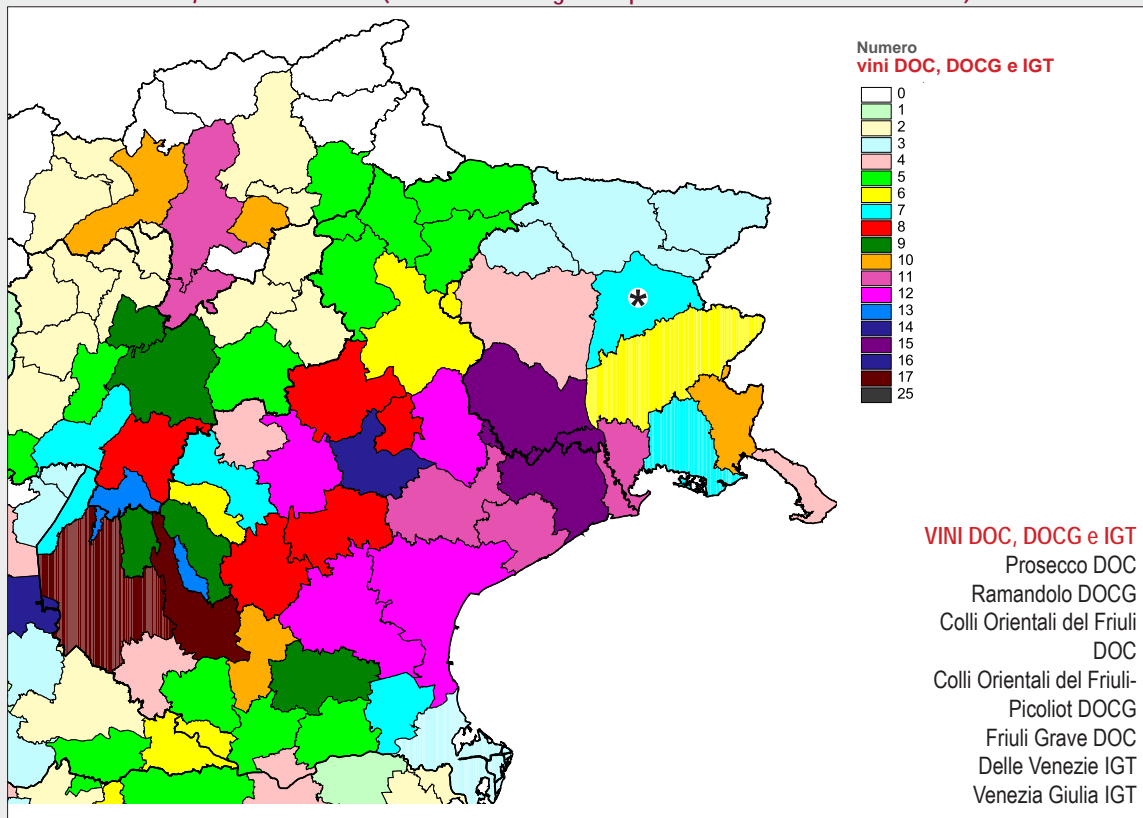 Numero
vini DOC, DOCG e IGT
0
1
2
3
4
5
6
7
8
9
10
11
12
13
14
15
16
17
25
*
VINI DOC, DOCG e IGT
Prosecco DOC
Ramandolo DOCG
Colli Orientali del Friuli
DOC
Colli Orientali del Friuli-
Picoliot DOCG
Friuli Grave DOC
Delle Venezie IGT
Venezia Giulia IGT